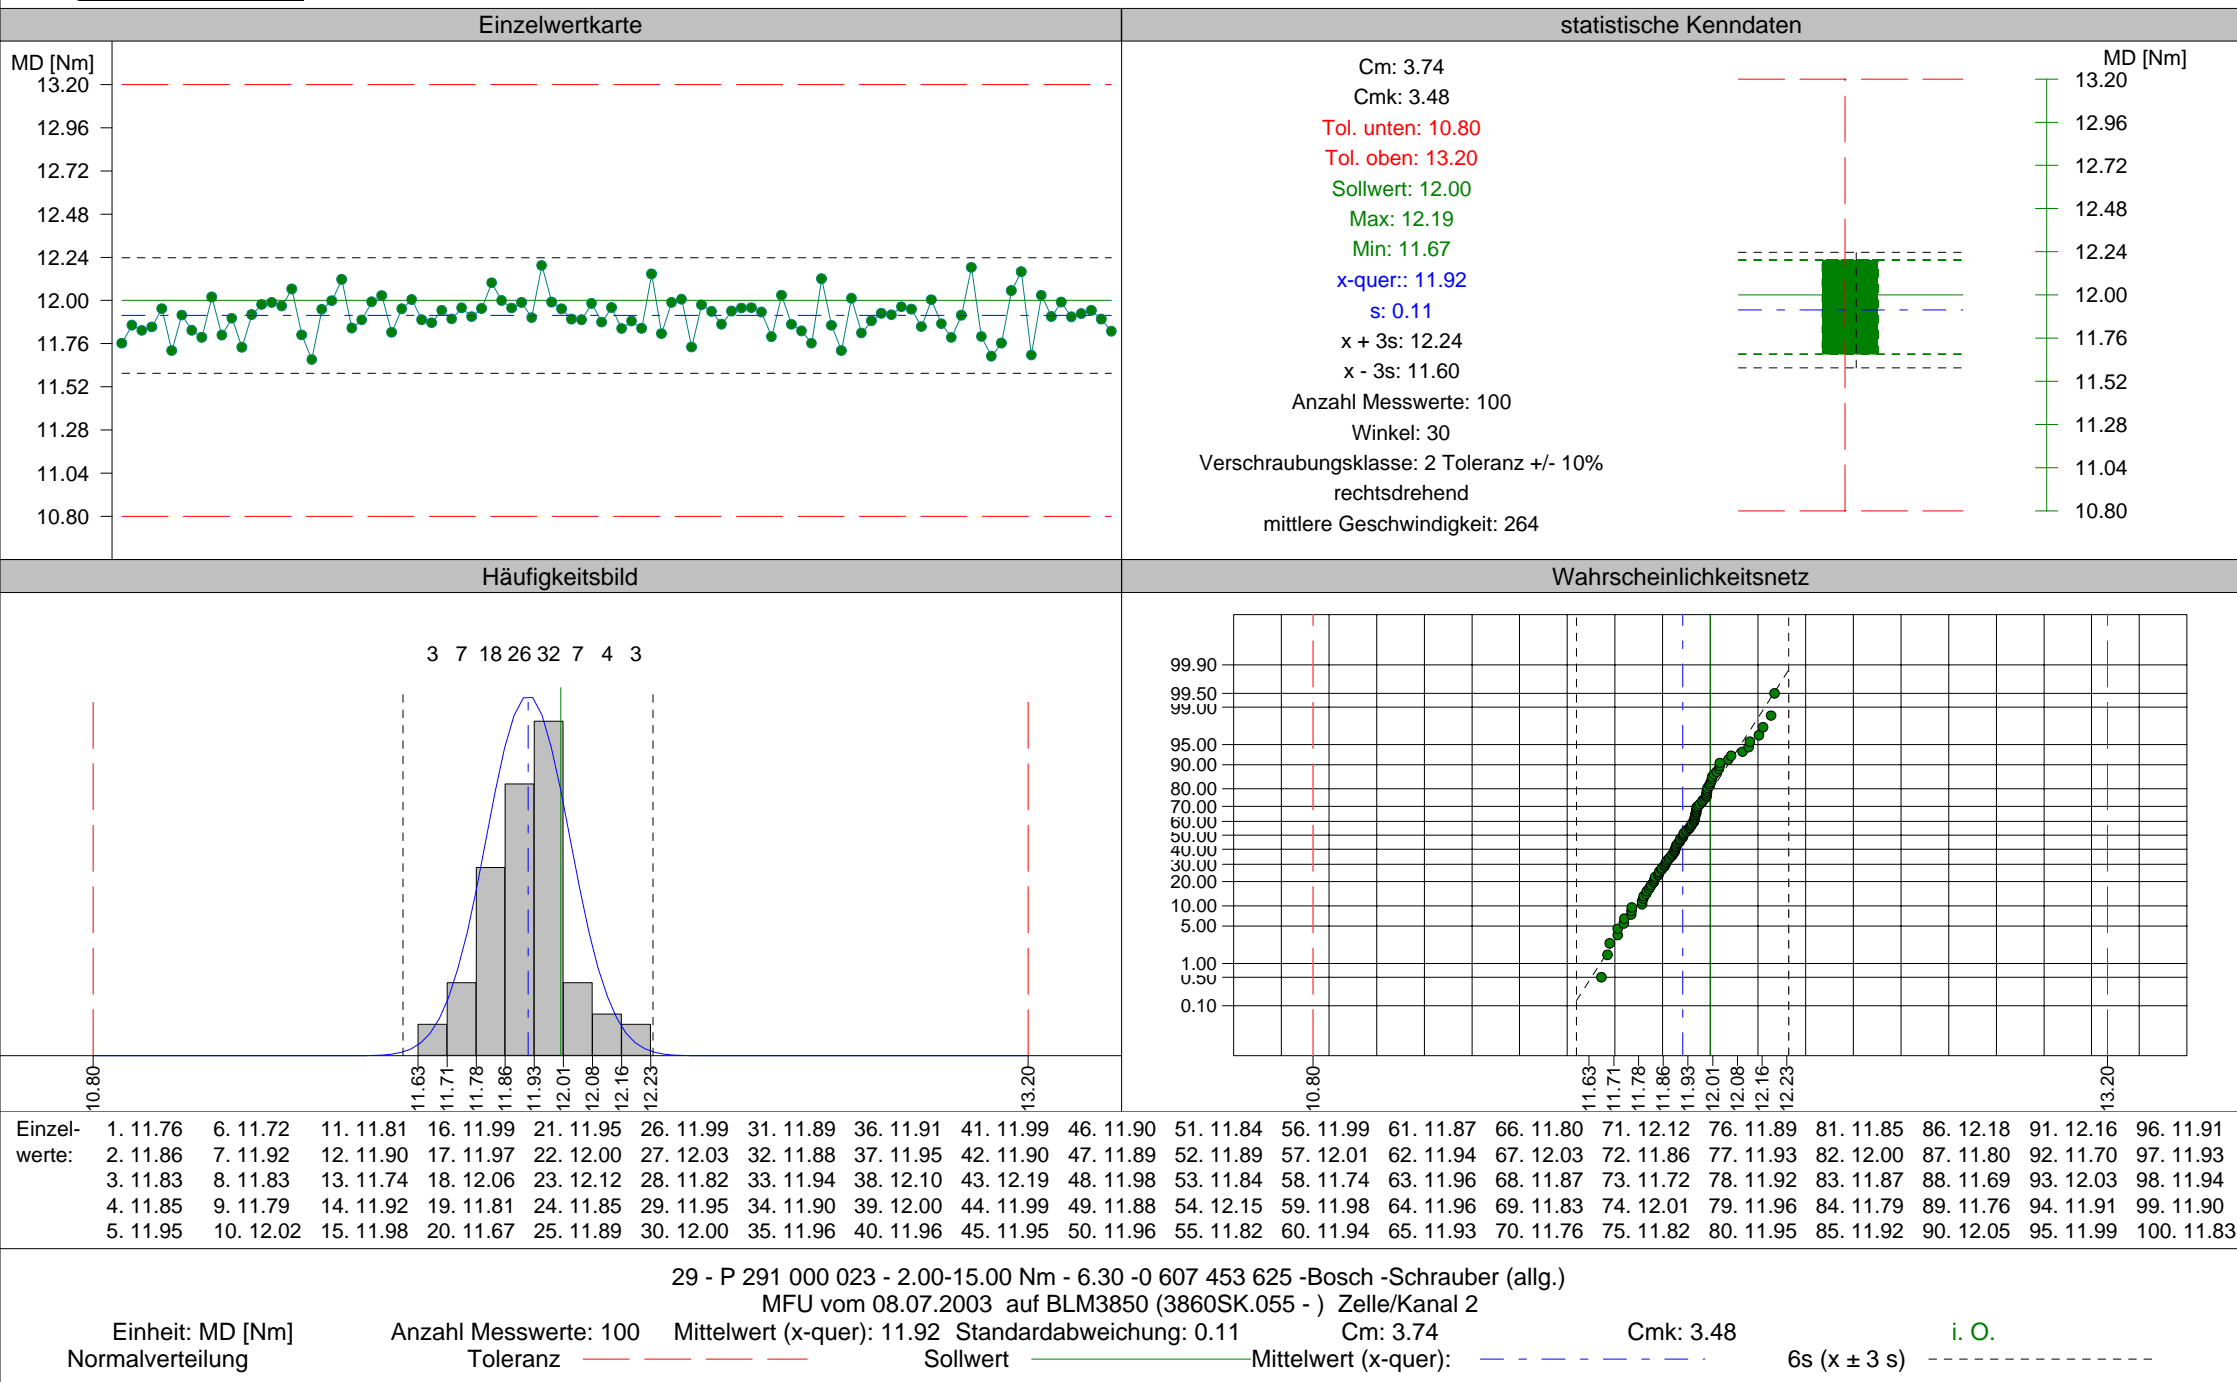 Einzelwertkarte
MD [Nm]
13.20
12.96
12.72
12.48
12.24
12.00
11.76
11.52
11.28
11.04
10.80
statistische Kenndaten
Cm: 3.74
Cmk: 3.48
Tol. unten: 10.80
Tol. oben: 13.20
Sollwert: 12.00
Max: 12.19
Min: 11.67
x-quer:: 11.92
s: 0.11
x + 3s: 12.24
x - 3s: 11.60
Anzahl Messwerte: 100
Winkel: 30
Verschraubungsklasse: 2 Toleranz +/- 10%
rechtsdrehend
mittlere Geschwindigkeit: 264
MD [Nm]
13.20
12.96
12.72
12.48
12.24
12.00
11.76
11.52
11.28
11.04
10.80
Häufigkeitsbild
3 7 18 26 32 7 4 3
10.80 11.63 11.71 11.78 11.86 11.93 12.01 12.08 12.16 12.23 13.20
Wahrscheinlichkeitsnetz
99.90
99.50
99.00
95.00
90.00
80.00
70.00
60.00
50.00
40.00
30.00
20.00
10.00
5.00
1.00
0.50
0.10
10.80 11.63 11.71 11.78 11.86 11.93 12.01 12.08 12.16 12.23 13.20
Einzel- 1. 11.76 6. 11.72 11. 11.81 16. 11.99 21. 11.95 26. 11.99 31. 11.89 36. 11.91 41. 11.99 46. 11.90 51. 11.84 56. 11.99 61. 11.87 66. 11.80 71. 12.12 76. 11.89 81. 11.85 86. 12.18 91. 12.16 96. 11.91
werte: 2. 11.86 7. 11.92 12. 11.90 17. 11.97 22. 12.00 27. 12.03 32. 11.88 37. 11.95 42. 11.90 47. 11.89 52. 11.89 57. 12.01 62. 11.94 67. 12.03 72. 11.86 77. 11.93 82. 12.00 87. 11.80 92. 11.70 97. 11.93
3. 11.83 8. 11.83 13. 11.74 18. 12.06 23. 12.12 28. 11.82 33. 11.94 38. 12.10 43. 12.19 48. 11.98 53. 11.84 58. 11.74 63. 11.96 68. 11.87 73. 11.72 78. 11.92 83. 11.87 88. 11.69 93. 12.03 98. 11.94
4. 11.85 9. 11.79 14. 11.92 19. 11.81 24. 11.85 29. 11.95 34. 11.90 39. 12.00 44. 11.99 49. 11.88 54. 12.15 59. 11.98 64. 11.96 69. 11.83 74. 12.01 79. 11.96 84. 11.79 89. 11.76 94. 11.91 99. 11.90
5. 11.95 10. 12.02 15. 11.98 20. 11.67 25. 11.89 30. 12.00 35. 11.96 40. 11.96 45. 11.95 50. 11.96 55. 11.82 60. 11.94 65. 11.93 70. 11.76 75. 11.82 80. 11.95 85. 11.92 90. 12.05 95. 11.99 100. 11.83
29 - P 291 000 023 - 2.00-15.00 Nm - 6.30 -0 607 453 625 -Bosch -Schrauber (allg.)
MFU vom 08.07.2003 auf BLM3850 (3860SK.055 - ) Zelle/Kanal 2
Einheit: MD [Nm] Anzahl Messwerte: 100 Mittelwert (x-quer): 11.92 Standardabweichung: 0.11 Cm: 3.74 Cmk: 3.48 i. O.
Normalverteilung Toleranz Sollwert Mittelwert (x-quer): 6s (x ± 3 s)